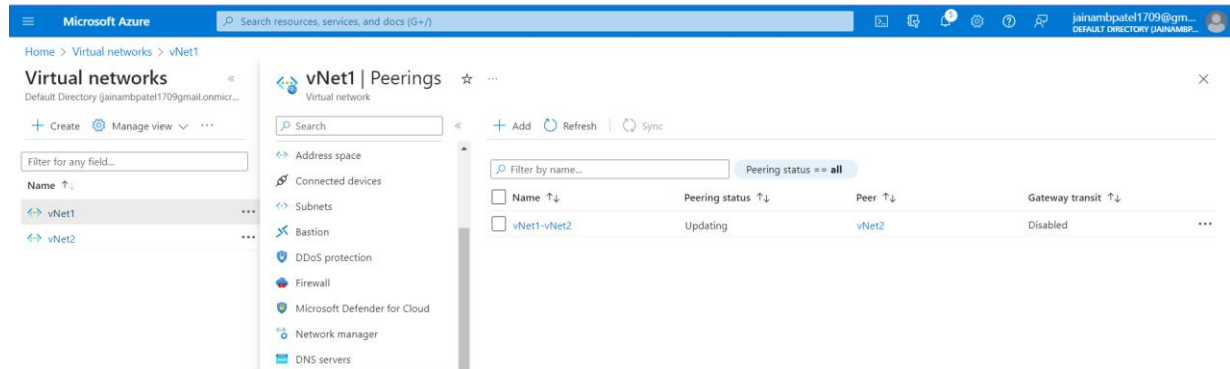 Microsoft Azure
Search resources, services, and docs (G+/)
jainambpatel1709@gm...
DEFAULT DIRECTORY (JAINAMBP...
Home > Virtual networks > vNet1
Virtual networks
Default Directory (jainambpatel1709gmail.onmicr...
+ Create
Manage view
...
Filter for any field...
Name
vNet1
vNet2
vNet1 | Peerings
Virtual network
Search
Address space
Connected devices
Subnets
Bastion
DDoS protection
Firewall
Microsoft Defender for Cloud
Network manager
DNS servers
+ Add
Refresh
Sync
Filter by name...
Peering status == all
Name
Peering status
Peer
Gateway transit
vNet1-vNet2
Updating
vNet2
Disabled